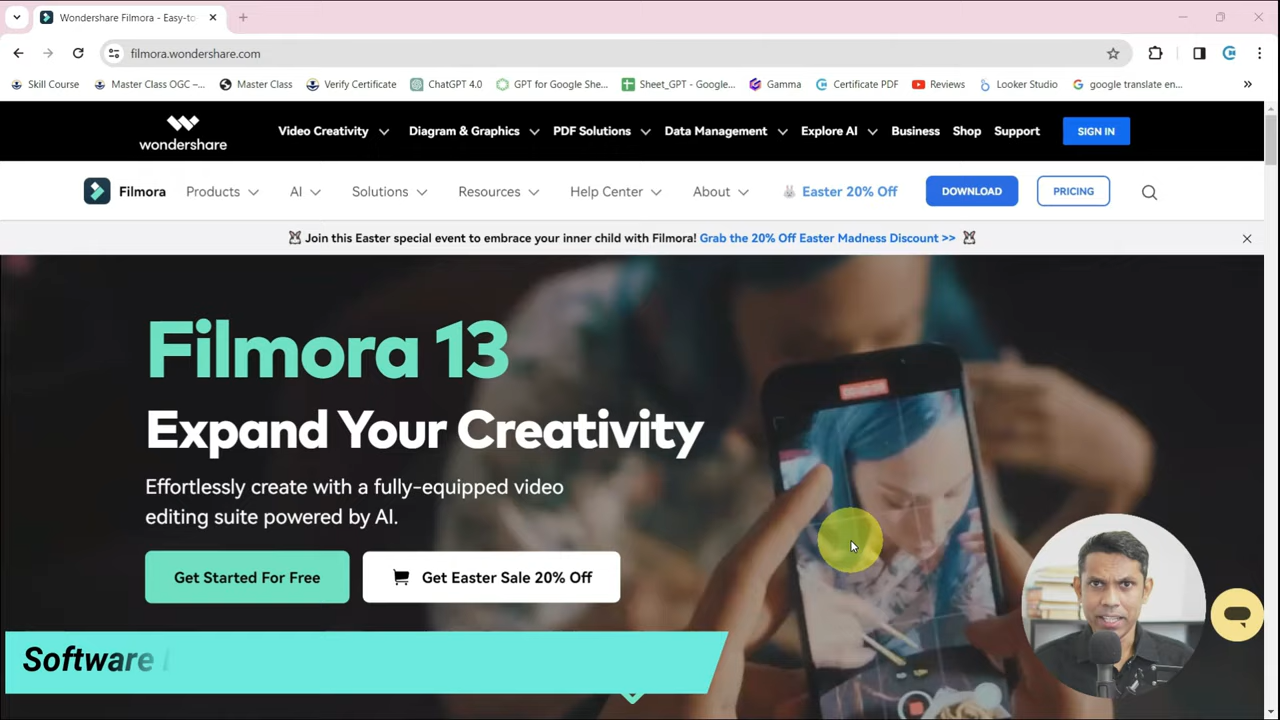 Wondershare Filmora - Easy-to-
filmora.wondershare.com
Skill Course
Master Class OGC –...
Master Class
Verify Certificate
ChatGPT 4.0
GPT for Google She...
Sheet_GPT - Google...
Gamma
Certificate PDF
Reviews
Looker Studio
google translate en...
wondershare
Video Creativity
Diagram & Graphics
PDF Solutions
Data Management
Explore AI
Business
Shop
Support
SIGN IN
Filmora
Products
AI
Solutions
Resources
Help Center
About
Easter 20% Off
DOWNLOAD
PRICING
Join this Easter special event to embrace your inner child with Filmora! Grab the 20% Off Easter Madness Discount >>
Filmora 13
Expand Your Creativity
Effortlessly create with a fully-equipped video
editing suite powered by AI.
Get Started For Free
Get Easter Sale 20% Off
Software